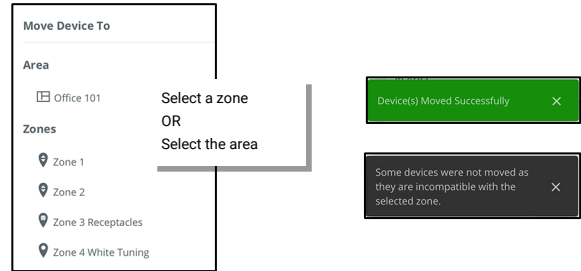 Move Device To
Area
Office 101
Zones
Zone 1
Zone 2
Zone 3 Receptacles
Zone 4 White Tuning
Select a zone
OR
Select the area
Device(s) Moved Successfully
Some devices were not moved as
they are incompatible with the
selected zone.